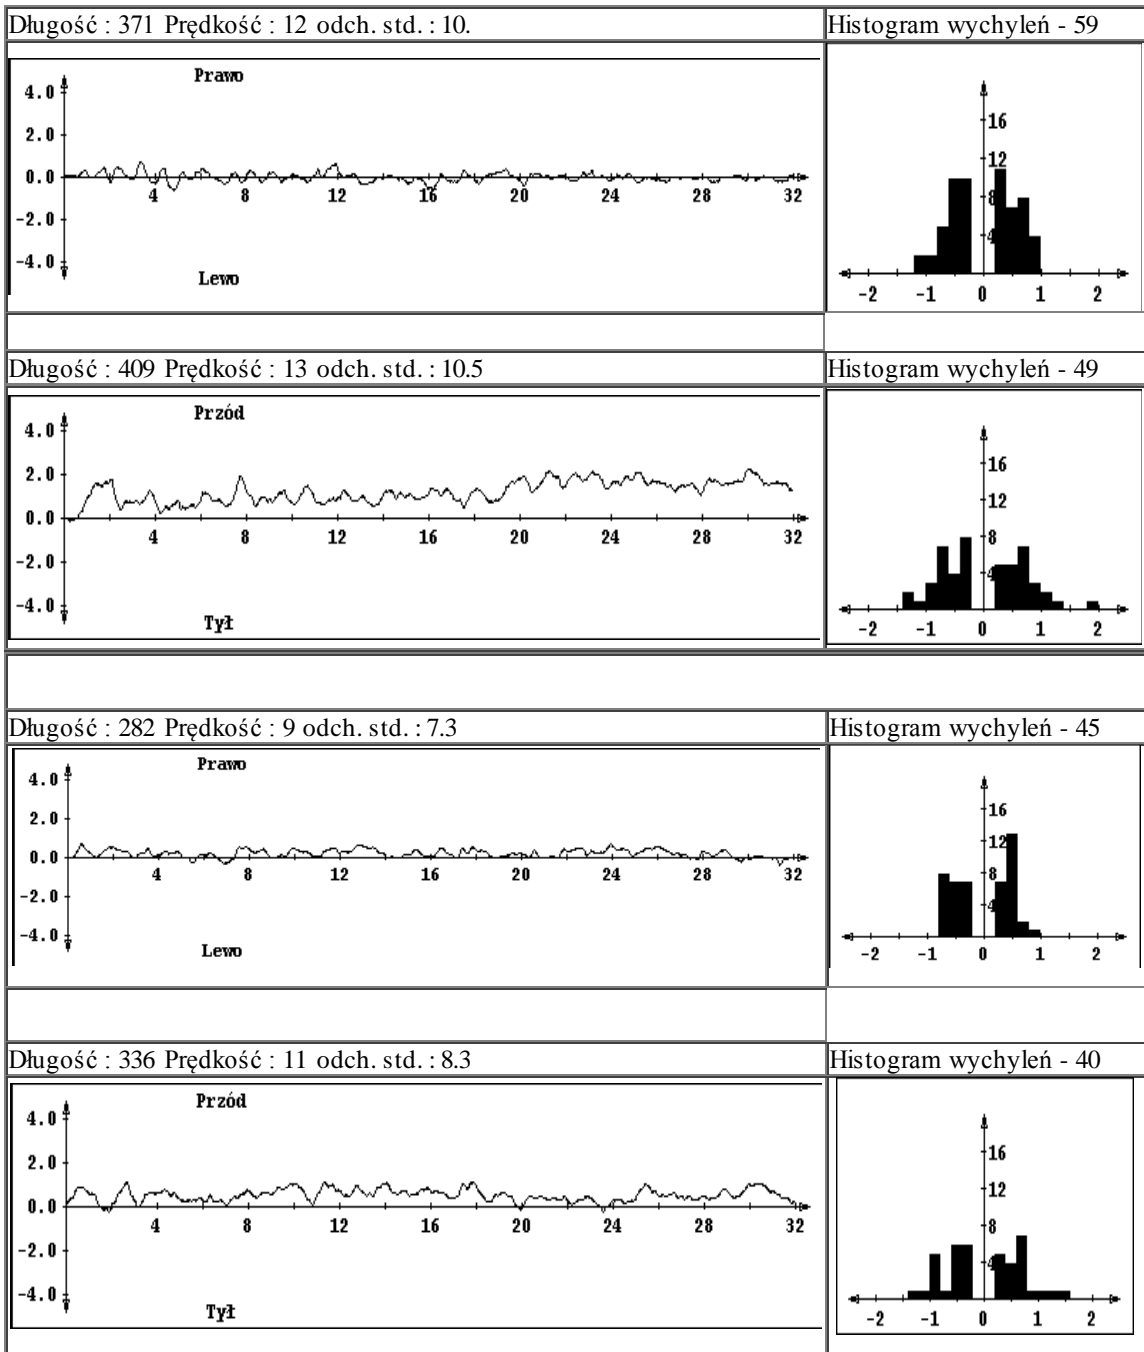 Długość : 371 Prędkość : 12 odch. std. : 10.
Histogram wychyleń - 59
Prawo
4.0
2.0
0.0
-2.0
-4.0
4 8 12 16 20 24 28 32
Lewo
16
12
8
4
-2 -1 0 1 2
Długość : 409 Prędkość : 13 odch. std. : 10.5
Histogram wychyleń - 49
Przód
4.0
2.0
0.0
-2.0
-4.0
4 8 12 16 20 24 28 32
Tył
16
12
8
4
-2 -1 0 1 2
Długość : 282 Prędkość : 9 odch. std. : 7.3
Histogram wychyleń - 45
Prawo
4.0
2.0
0.0
-2.0
-4.0
4 8 12 16 20 24 28 32
Lewo
16
12
8
4
-2 -1 0 1 2
Długość : 336 Prędkość : 11 odch. std. : 8.3
Histogram wychyleń - 40
Przód
4.0
2.0
0.0
-2.0
-4.0
4 8 12 16 20 24 28 32
Tył
16
12
8
4
-2 -1 0 1 2